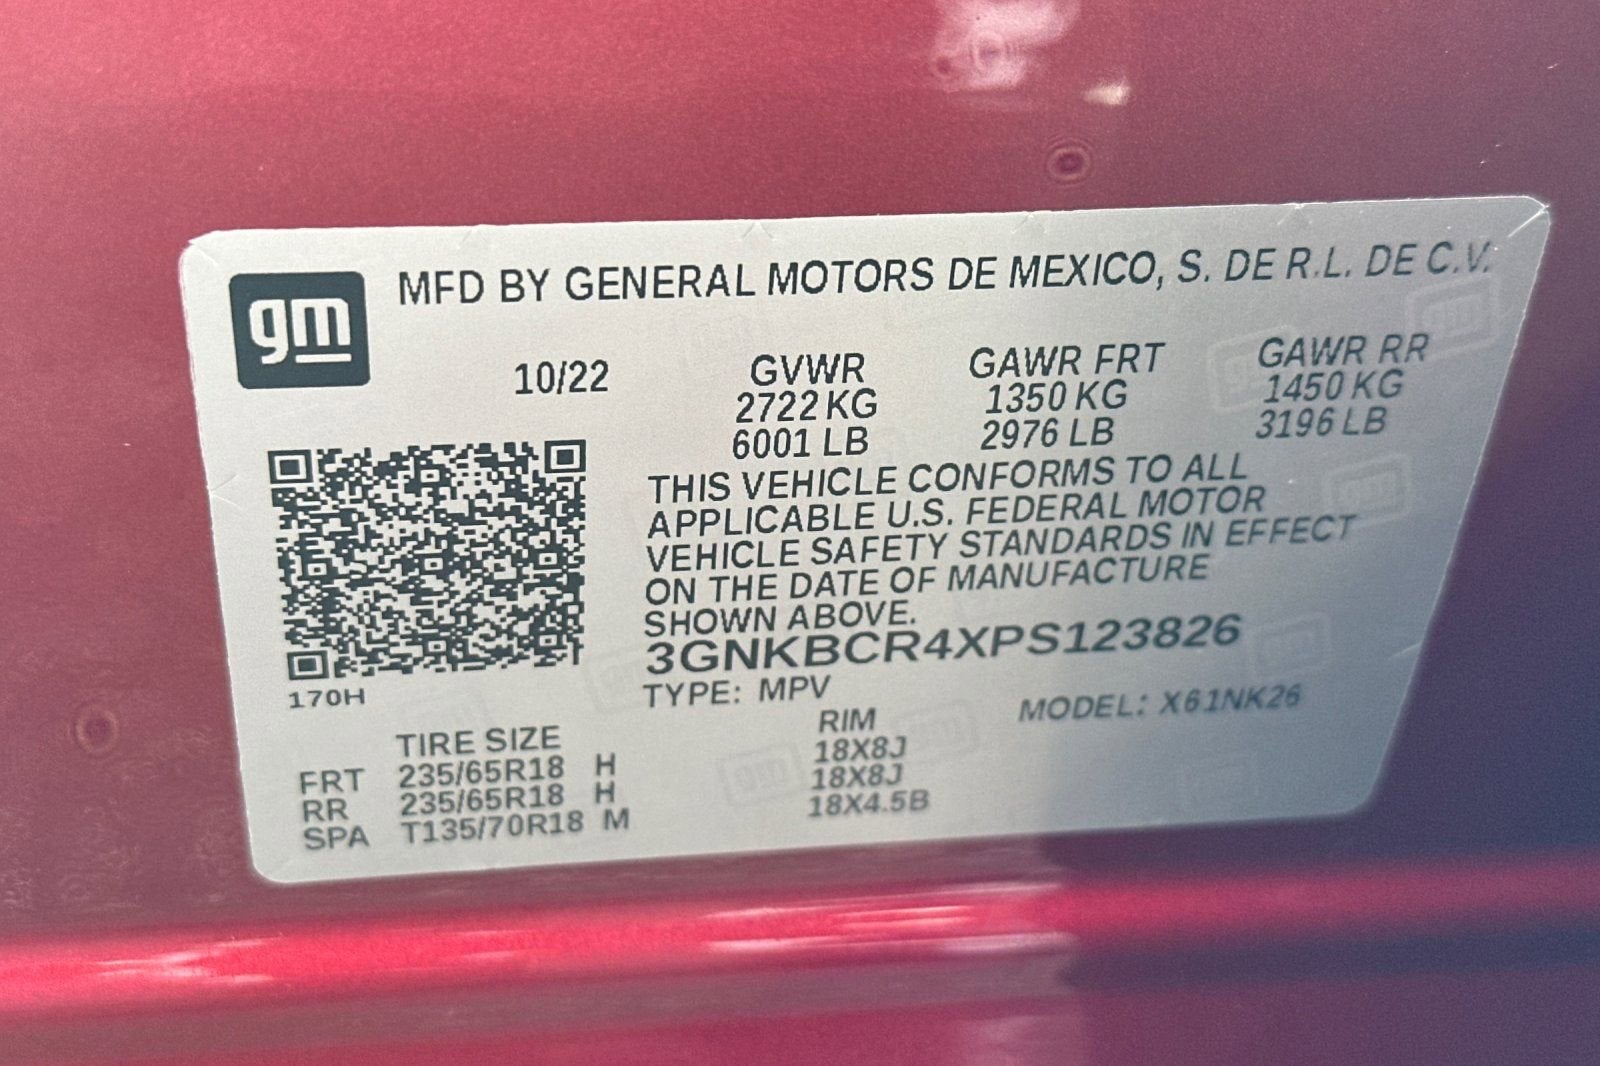 gm
MFD BY GENERAL MOTORS DE MEXICO, S. DE R.L. DE C.V.
10/22 GVWR GAWR FRT GAWR RR
2722 KG 1350 KG 1450 KG
6001 LB 2976 LB 3196 LB
THIS VEHICLE CONFORMS TO ALL
APPLICABLE U.S. FEDERAL MOTOR
VEHICLE SAFETY STANDARDS IN EFFECT
ON THE DATE OF MANUFACTURE
SHOWN ABOVE.
3GNKBCR4XPS123826
170H
TYPE: MPV MODEL: X61NK26
TIRE SIZE RIM
FRT 235/65R18 H 18X8J
RR 235/65R18 H 18X8J
SPA T135/70R18 M 18X4.5B